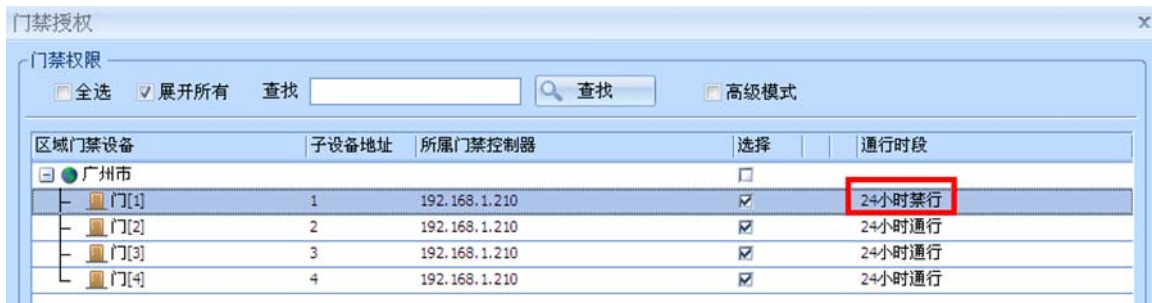 门禁授权
门禁权限
全选 展开所有 查找 查找 高级模式
区域门禁设备 子设备地址 所属门禁控制器 选择 通行时段
广州市
门[1] 1 192.168.1.210 24小时禁行
门[2] 2 192.168.1.210 24小时通行
门[3] 3 192.168.1.210 24小时通行
门[4] 4 192.168.1.210 24小时通行